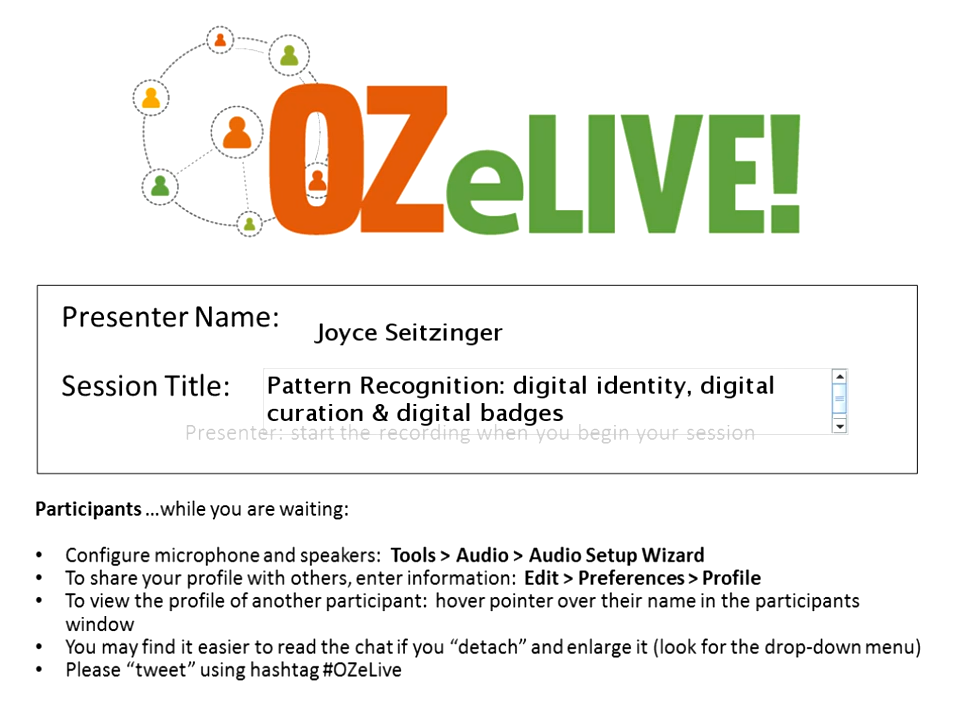 OZeLIVE!
Presenter Name:
Joyce Seitzinger
Session Title:
Pattern Recognition: digital identity, digital
curation & digital badges
Presenter: start the recording when you begin your session
Participants ...while you are waiting:
• Configure microphone and speakers: Tools > Audio > Audio Setup Wizard
• To share your profile with others, enter information: Edit > Preferences > Profile
• To view the profile of another participant: hover pointer over their name in the participants
window
• You may find it easier to read the chat if you “detach” and enlarge it (look for the drop-down menu)
• Please “tweet” using hashtag #OZeLive